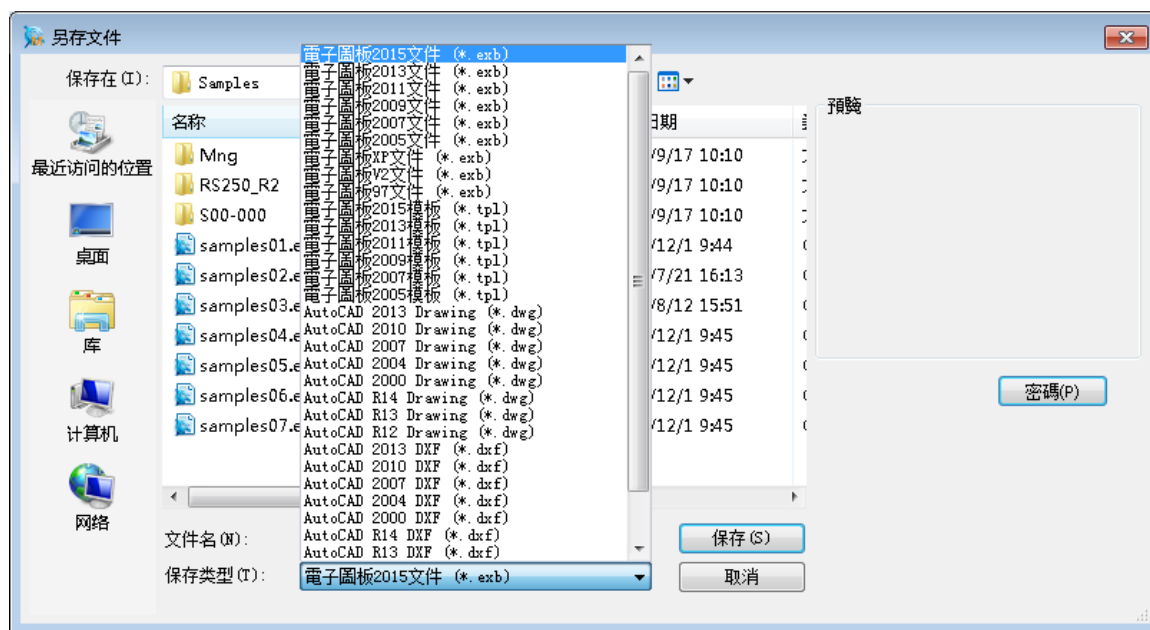 另存文件
保存在(I):
Samples
最近访问的位置
桌面
库
计算机
网络
名称
日期
Mng
/9/17 10:10
RS250_R2
/9/17 10:10
S00-000
/9/17 10:10
samples01.e
/12/1 9:44
samples02.e
/7/21 16:13
samples03.e
/8/12 15:51
samples04.e
/12/1 9:45
samples05.e
/12/1 9:45
samples06.e
/12/1 9:45
samples07.e
/12/1 9:45
電子圖板2015文件 (*.exb)
電子圖板2013文件 (*.exb)
電子圖板2011文件 (*.exb)
電子圖板2009文件 (*.exb)
電子圖板2007文件 (*.exb)
電子圖板2005文件 (*.exb)
電子圖板XP文件 (*.exb)
電子圖板V2文件 (*.exb)
電子圖板97文件 (*.exb)
電子圖板2015模板 (*.tpl)
電子圖板2013模板 (*.tpl)
電子圖板2011模板 (*.tpl)
電子圖板2009模板 (*.tpl)
電子圖板2007模板 (*.tpl)
電子圖板2005模板 (*.tpl)
AutoCAD 2013 Drawing (*.dwg)
AutoCAD 2010 Drawing (*.dwg)
AutoCAD 2007 Drawing (*.dwg)
AutoCAD 2004 Drawing (*.dwg)
AutoCAD 2000 Drawing (*.dwg)
AutoCAD R14 Drawing (*.dwg)
AutoCAD R13 Drawing (*.dwg)
AutoCAD R12 Drawing (*.dwg)
AutoCAD 2013 DXF (*.dxf)
AutoCAD 2010 DXF (*.dxf)
AutoCAD 2007 DXF (*.dxf)
AutoCAD 2004 DXF (*.dxf)
AutoCAD 2000 DXF (*.dxf)
AutoCAD R14 DXF (*.dxf)
AutoCAD R13 DXF (*.dxf)
文件名(N):
保存(S)
保存类型(T):
電子圖板2015文件 (*.exb)
取消
預覽
密碼(P)